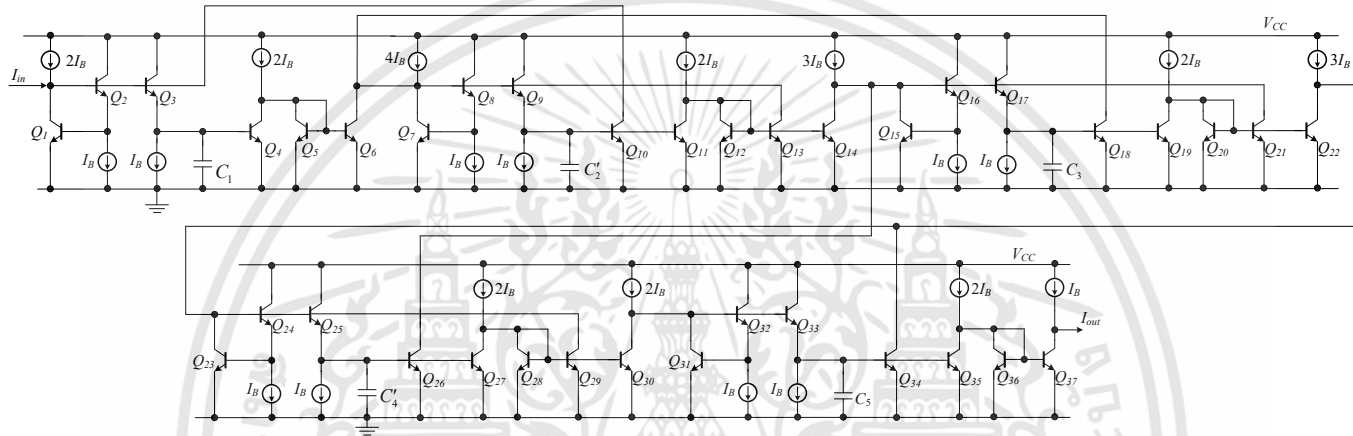 V_CC
I_in
2I_B
2I_B
4I_B
2I_B
3I_B
2I_B
3I_B
Q_2
Q_3
Q_8
Q_9
Q_16
Q_17
Q_1
Q_4
Q_5
Q_6
Q_7
Q_10
Q_11
Q_12
Q_13
Q_14
Q_15
Q_18
Q_19
Q_20
Q_21
Q_22
I_B
I_B
C_1
I_B
I_B
C'_2
I_B
I_B
C_3
V_CC
2I_B
2I_B
2I_B
I_B
I_out
Q_24
Q_25
Q_32
Q_33
Q_23
Q_26
Q_27
Q_28
Q_29
Q_30
Q_31
Q_34
Q_35
Q_36
Q_37
I_B
I_B
C'_4
I_B
I_B
C_5